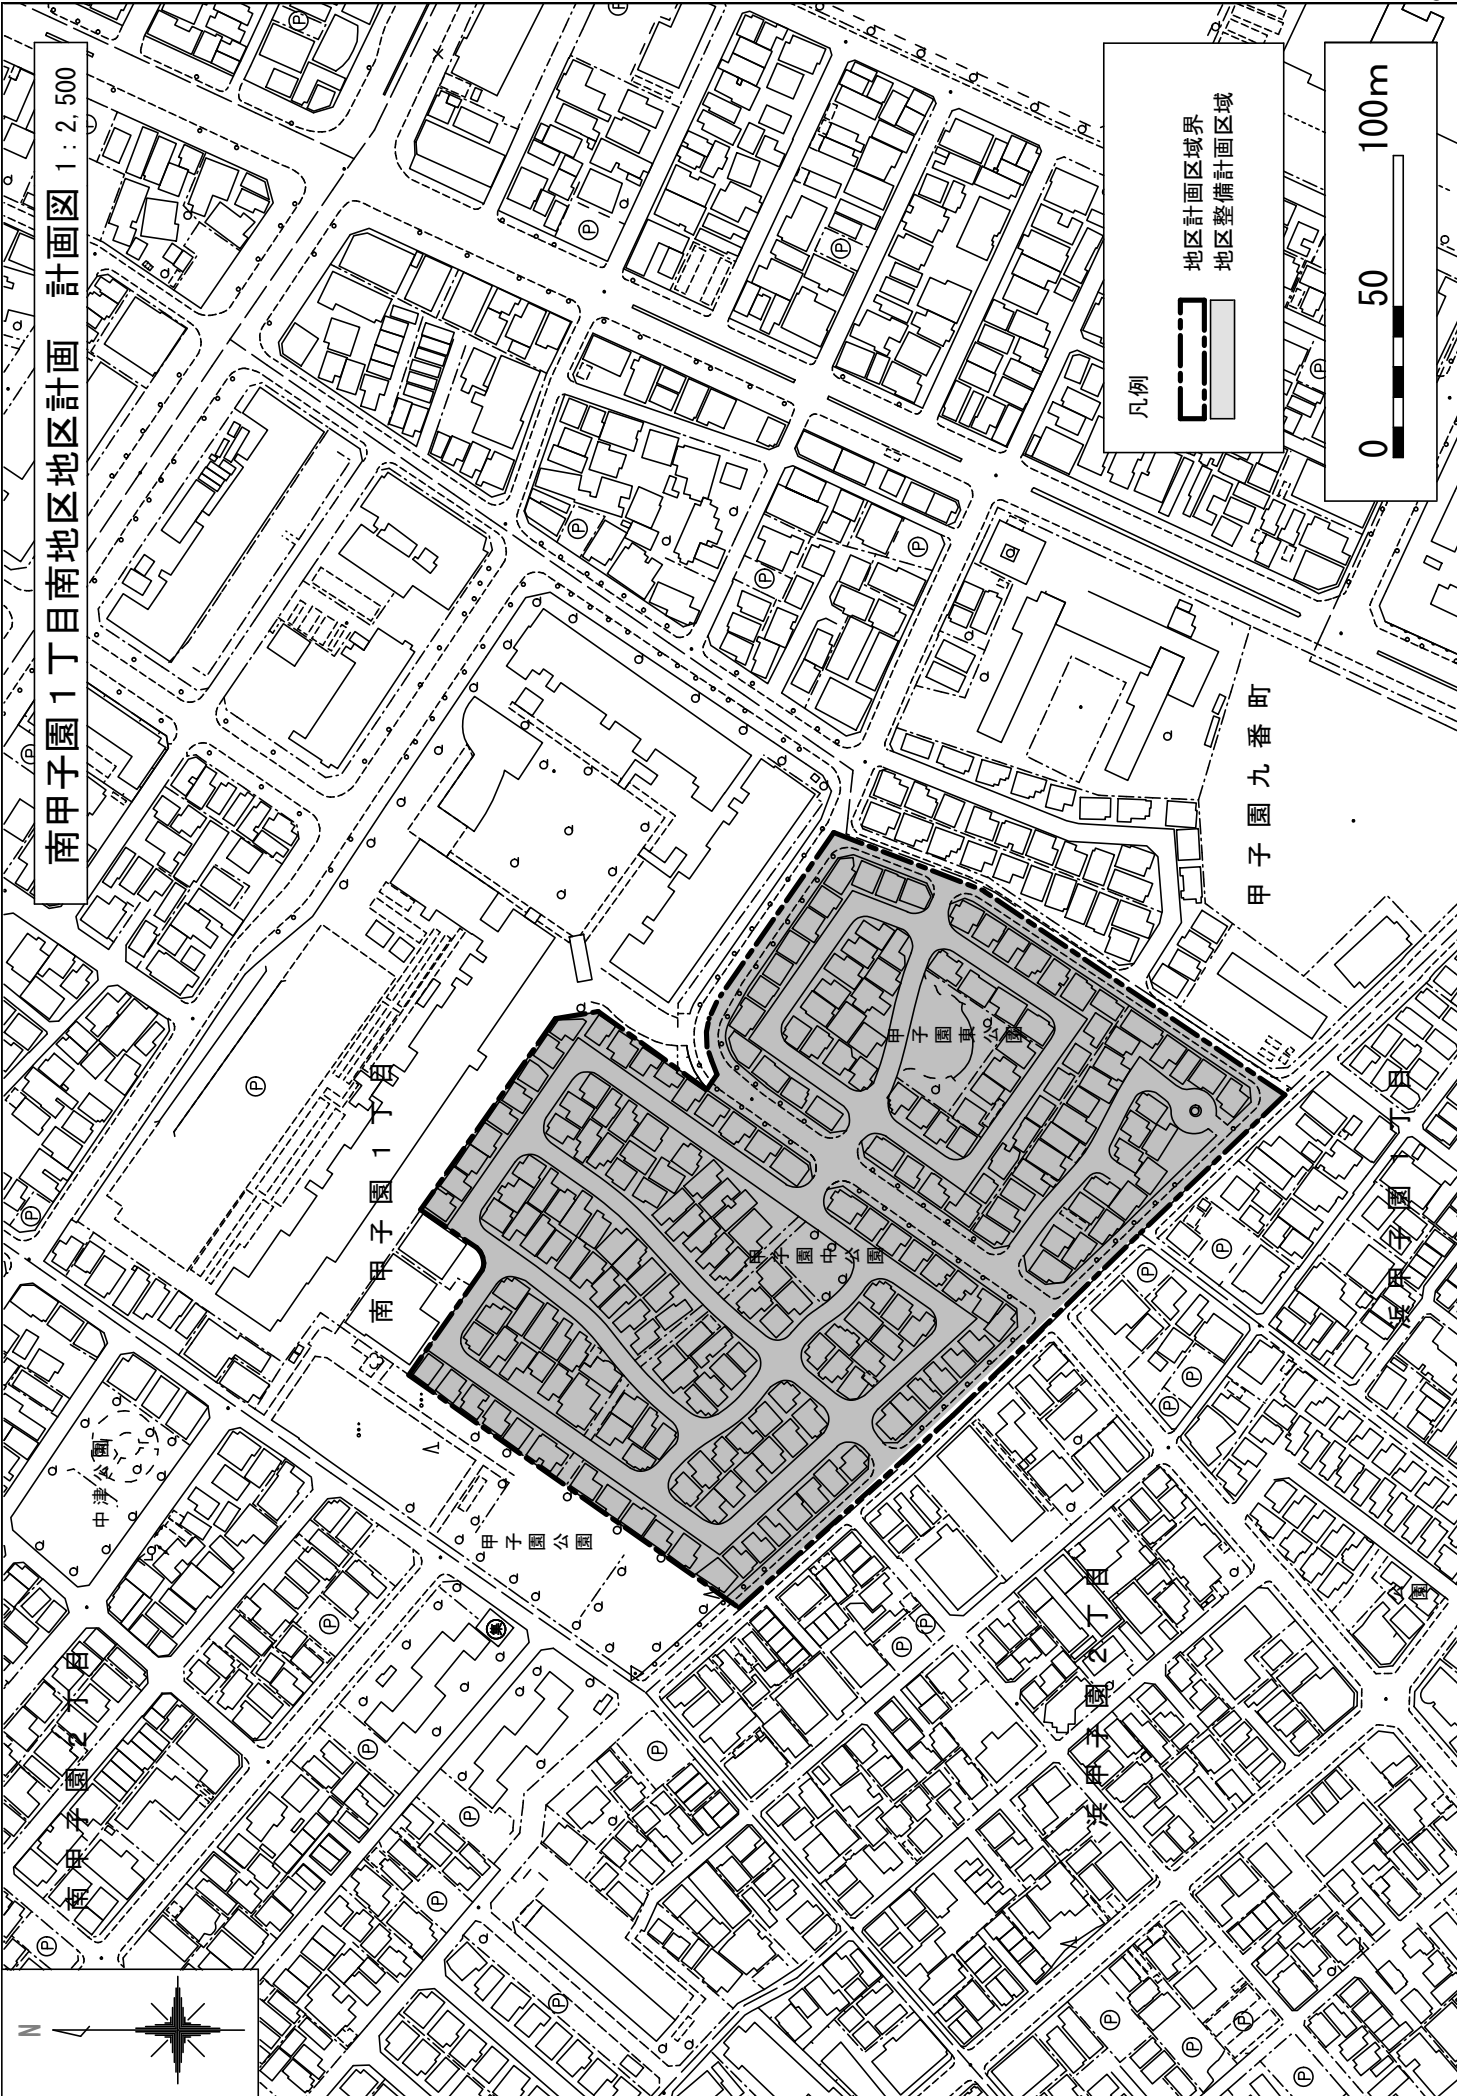 南甲子園1丁目南地区地区計画　計画図 1：2,500
N
南甲子園2丁目
中津公園
南甲子園1丁目
甲子園公園
甲子園中公園
甲子園東公園
甲子園九番町
浜甲子園1丁目
浜甲子園2丁目
公園
凡例
地区計画区域界
地区整備計画区域
0 50 100m